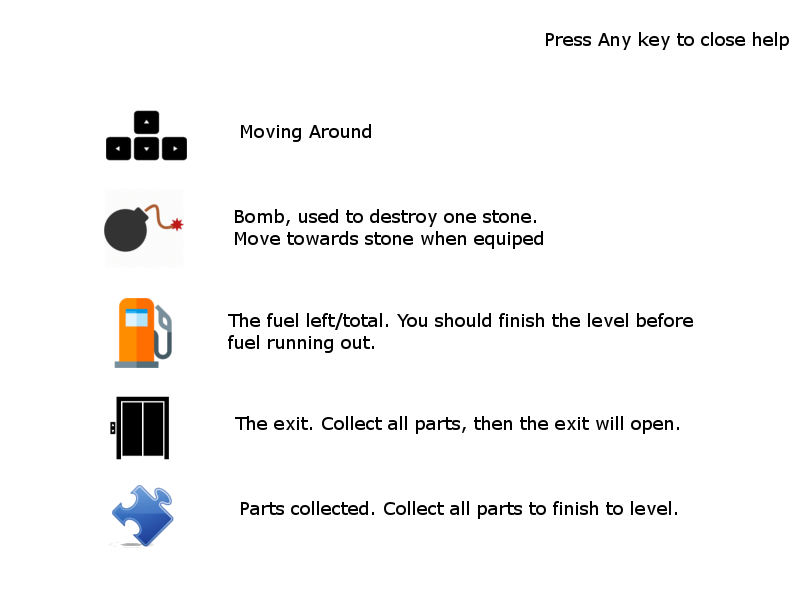 Press Any key to close help
Moving Around
Bomb, used to destroy one stone.
Move towards stone when equiped
The fuel left/total. You should finish the level before
fuel running out.
The exit. Collect all parts, then the exit will open.
Parts collected. Collect all parts to finish to level.